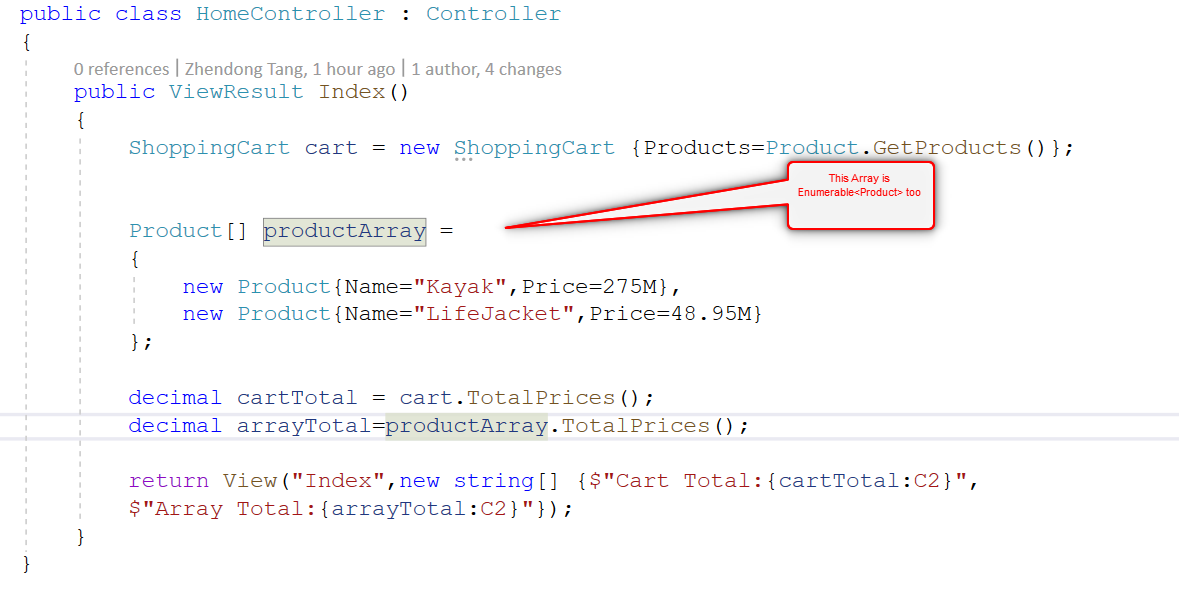 public class HomeController : Controller
{
0 references | Zhendong Tang, 1 hour ago | 1 author, 4 changes
public ViewResult Index()
{
ShoppingCart cart = new ShoppingCart {Products=Product.GetProducts()};
This Array is
Enumerable<Product> too
Product[] productArray =
{
new Product{Name="Kayak",Price=275M},
new Product{Name="LifeJacket",Price=48.95M}
};
decimal cartTotal = cart.TotalPrices();
decimal arrayTotal=productArray.TotalPrices();
return View("Index",new string[] {$"Cart Total:{cartTotal:C2}",
$"Array Total:{arrayTotal:C2}"});
}
}